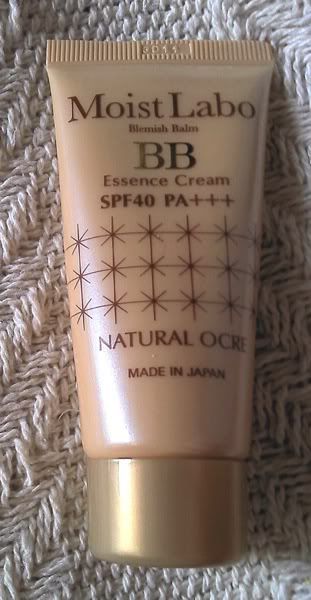 Moist Labo
Blemish Balm
BB
Essence Cream
SPF40 PA+++
NATURAL OCRE
MADE IN JAPAN